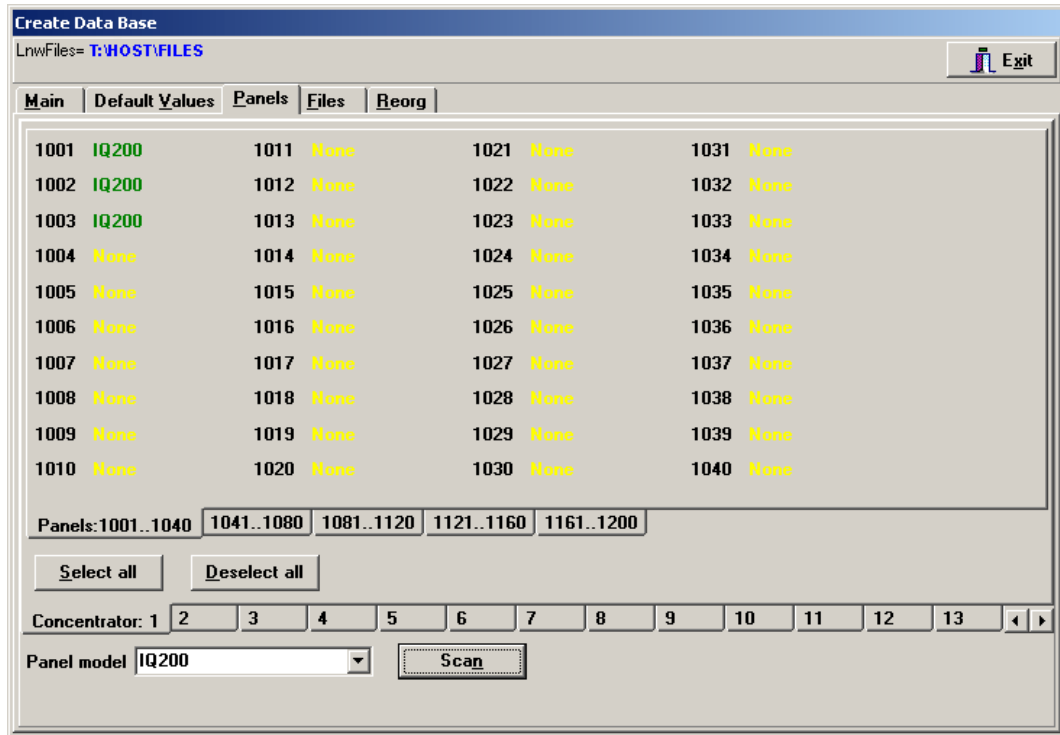 Create Data Base
LnwFiles= T:\HOST\FILES
Exit
Main Default Values Panels Files Reorg
1001 IQ200 1011 None 1021 None 1031 None
1002 IQ200 1012 None 1022 None 1032 None
1003 IQ200 1013 None 1023 None 1033 None
1004 None 1014 None 1024 None 1034 None
1005 None 1015 None 1025 None 1035 None
1006 None 1016 None 1026 None 1036 None
1007 None 1017 None 1027 None 1037 None
1008 None 1018 None 1028 None 1038 None
1009 None 1019 None 1029 None 1039 None
1010 None 1020 None 1030 None 1040 None
Panels:1001..1040 1041..1080 1081..1120 1121..1160 1161..1200
Select all Deselect all
Concentrator: 1 2 3 4 5 6 7 8 9 10 11 12 13
Panel model IQ200 Scan